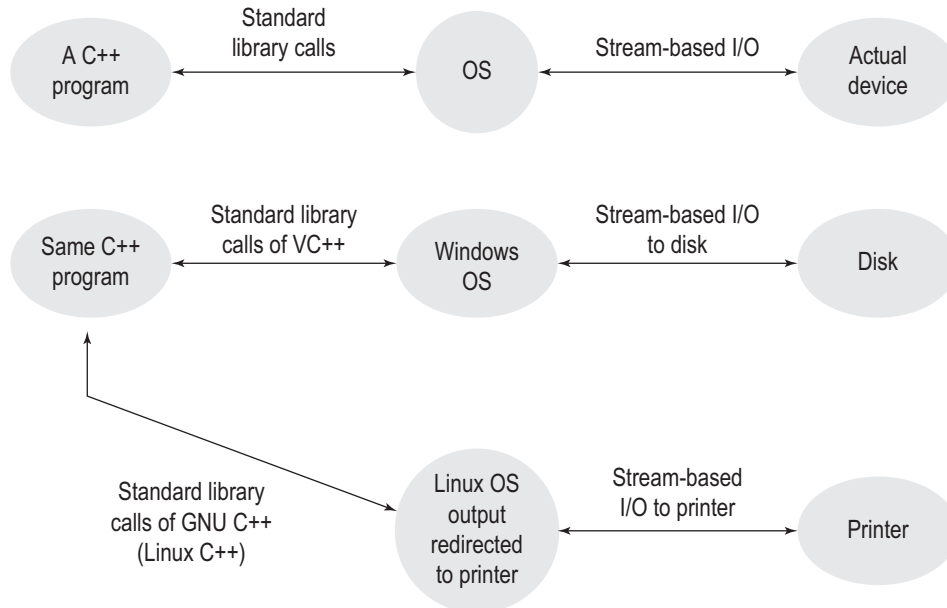 Standard
library calls
A C++
program
OS
Stream-based I/O
Actual
device
Standard library
calls of VC++
Same C++
program
Windows
OS
Stream-based I/O
to disk
Disk
Standard library
calls of GNU C++
(Linux C++)
Linux OS
output
redirected
to printer
Stream-based
I/O to printer
Printer